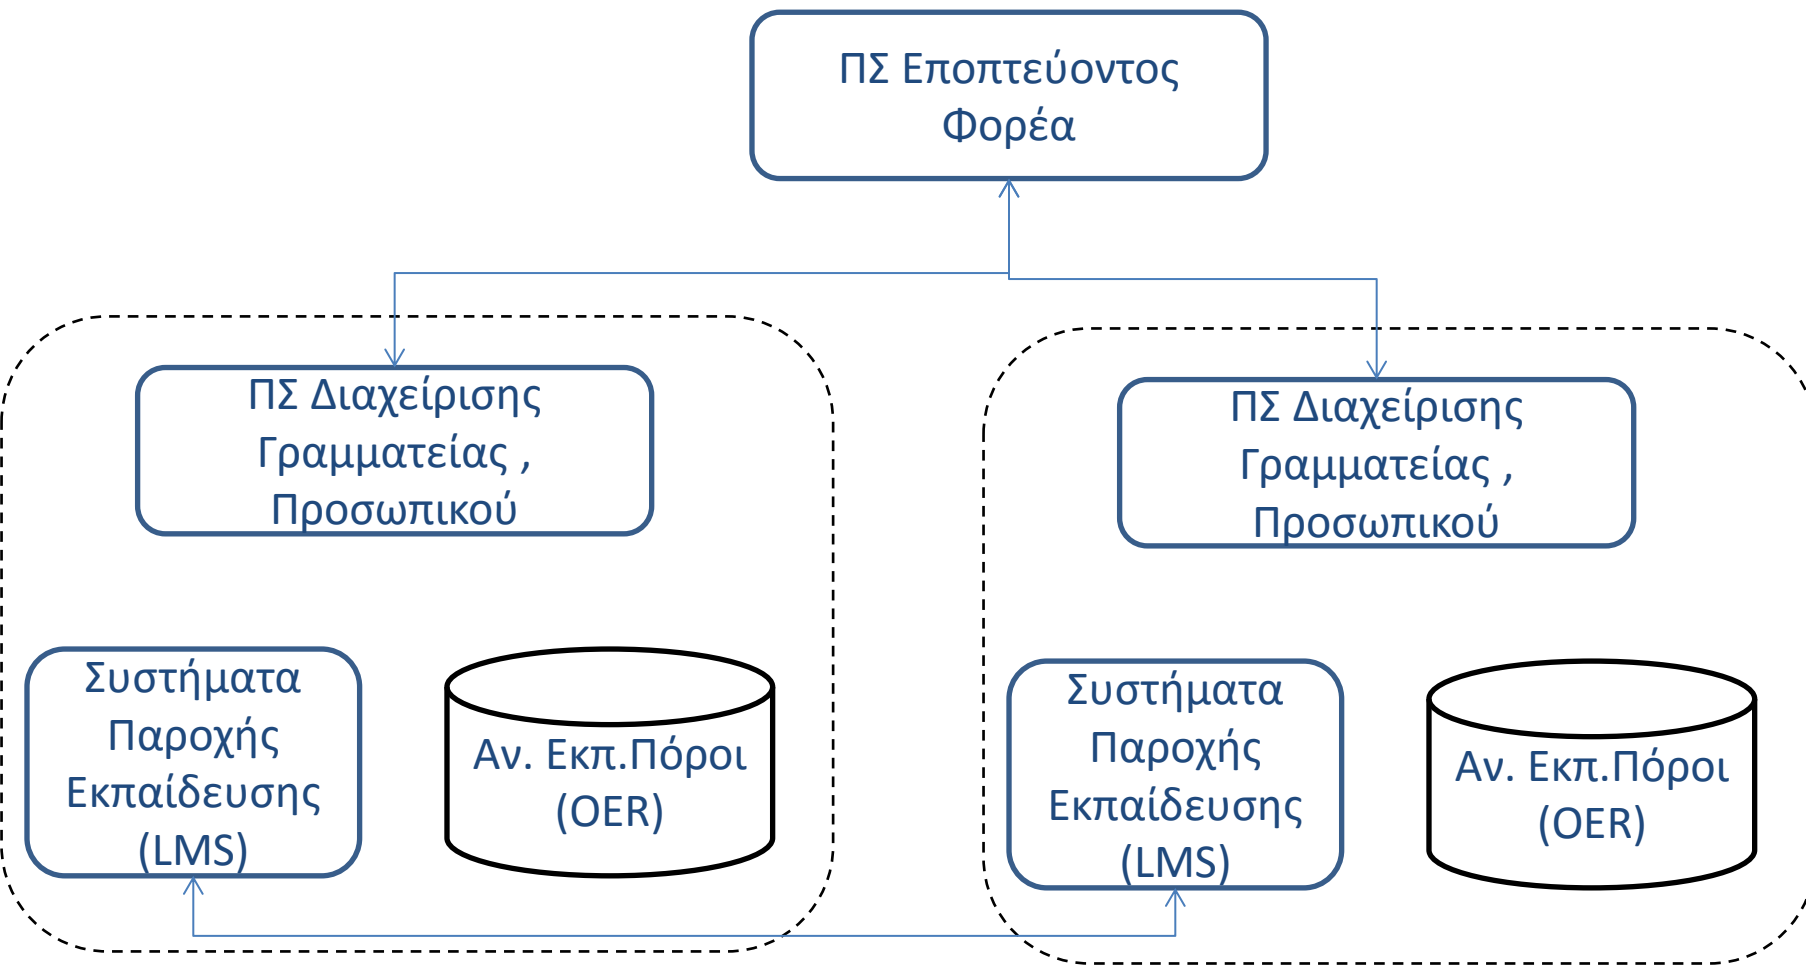 ΠΣ Εποπτεύοντος
Φορέα
ΠΣ Διαχείρισης
Γραμματείας ,
Προσωπικού
ΠΣ Διαχείρισης
Γραμματείας ,
Προσωπικού
Συστήματα
Παροχής
Εκπαίδευσης
(LMS)
Αν. Εκπ.Πόροι
(OER)
Συστήματα
Παροχής
Εκπαίδευσης
(LMS)
Αν. Εκπ.Πόροι
(OER)